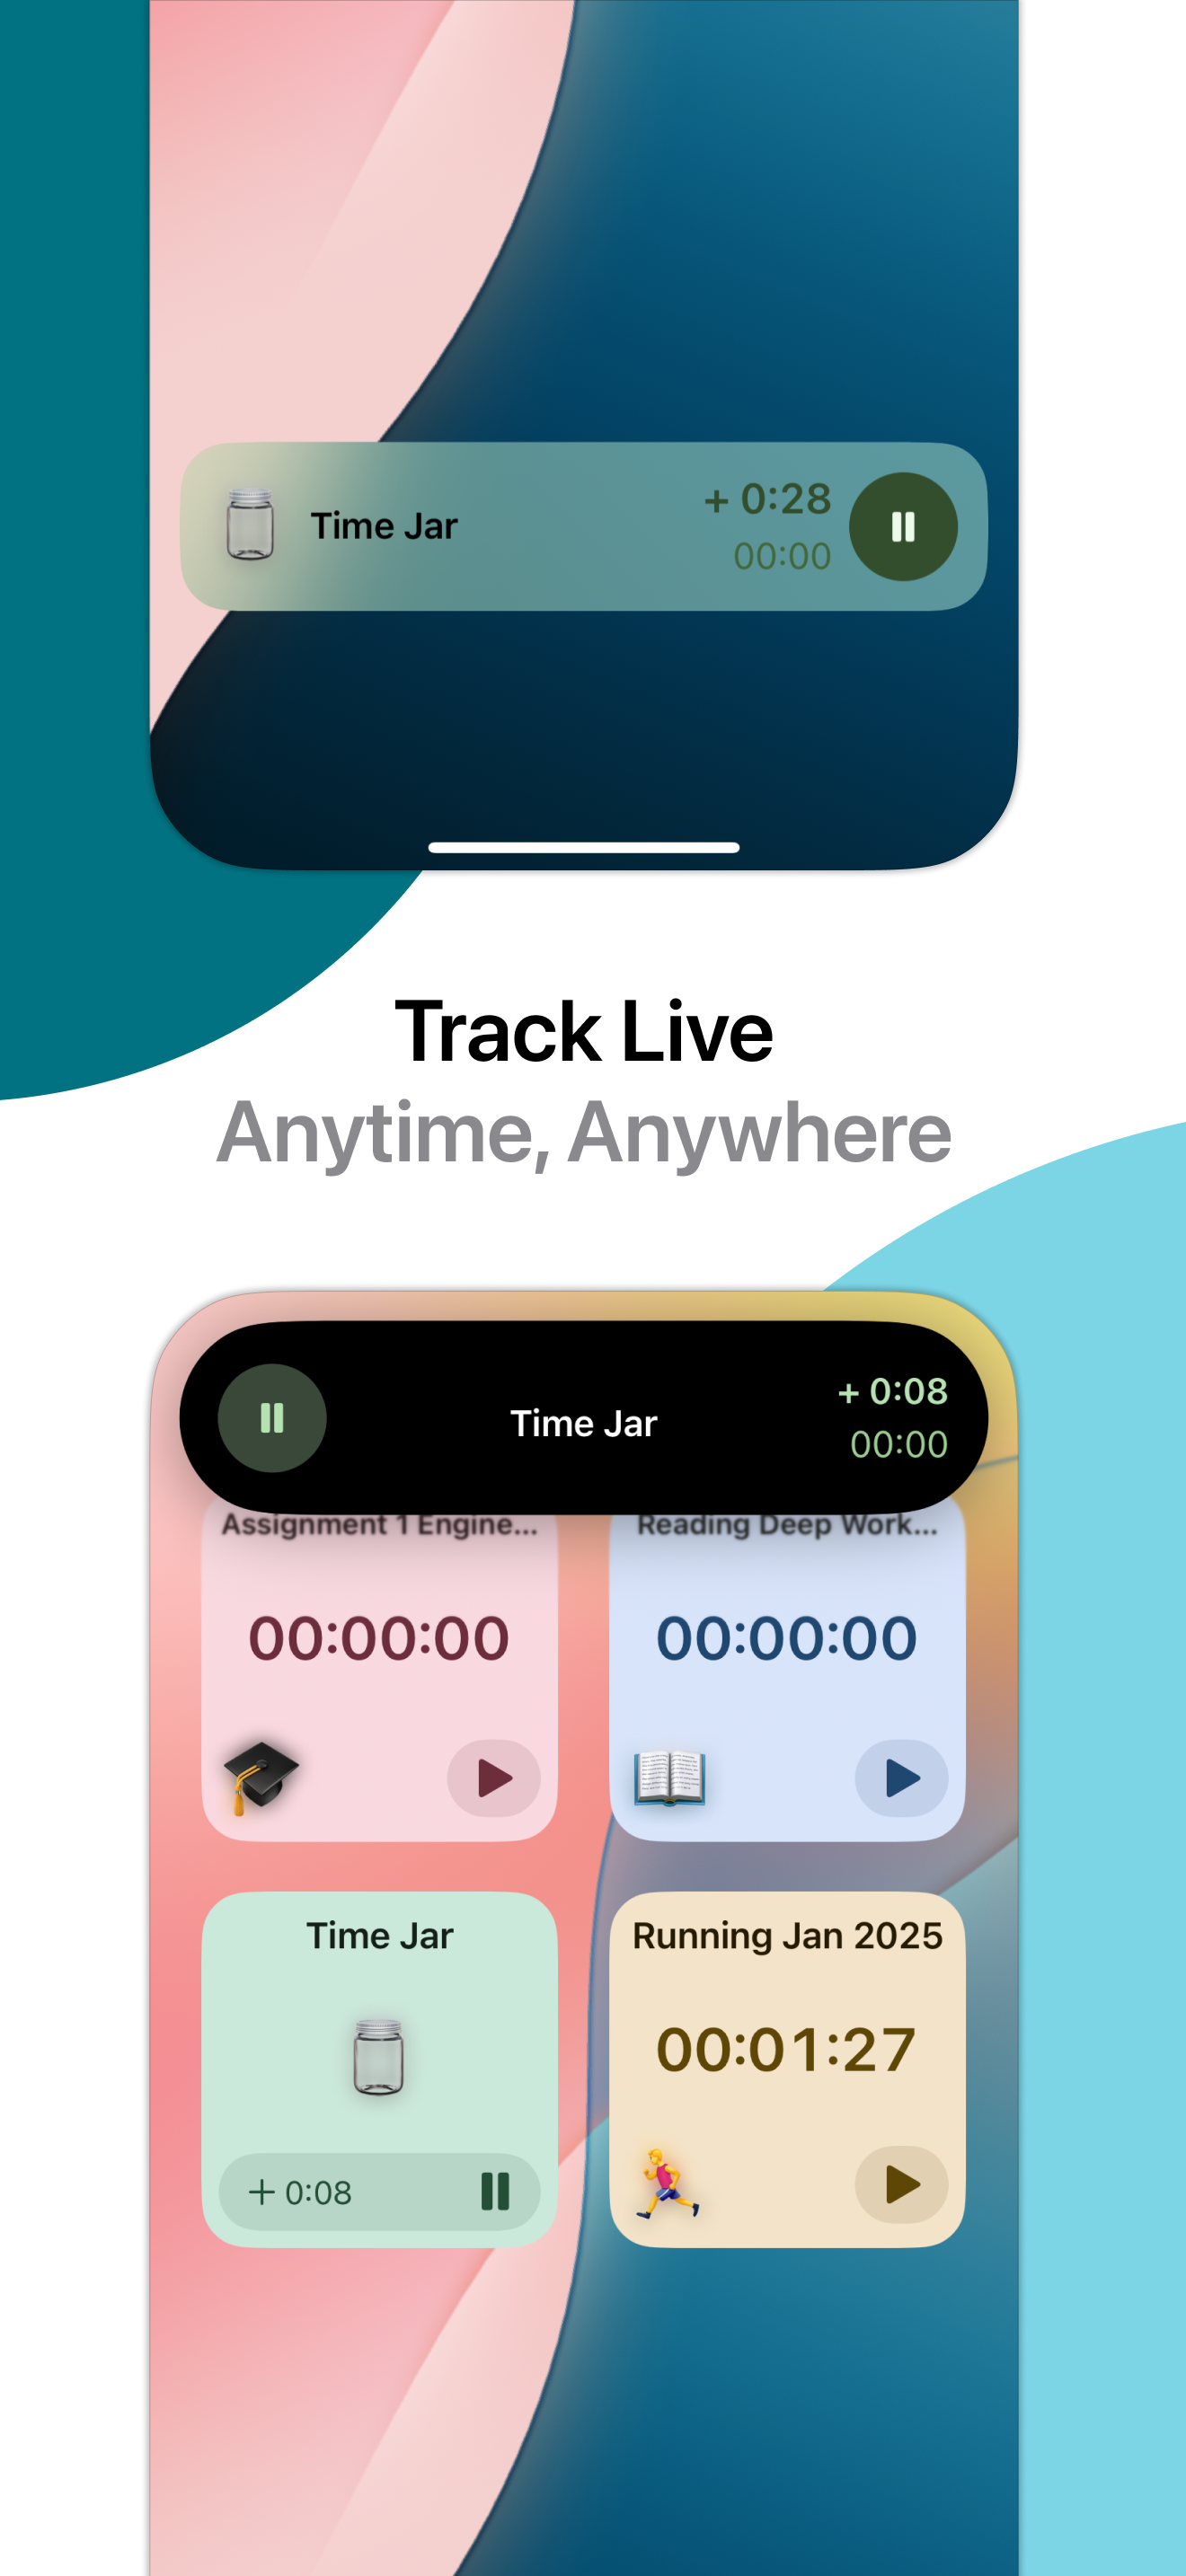 Time Jar
+ 0:28
00:00
Track Live
Anytime, Anywhere
Time Jar
+ 0:08
00:00
Assignment 1 Engine...
Reading Deep Work...
00:00:00
00:00:00
Time Jar
Running Jan 2025
00:01:27
+ 0:08